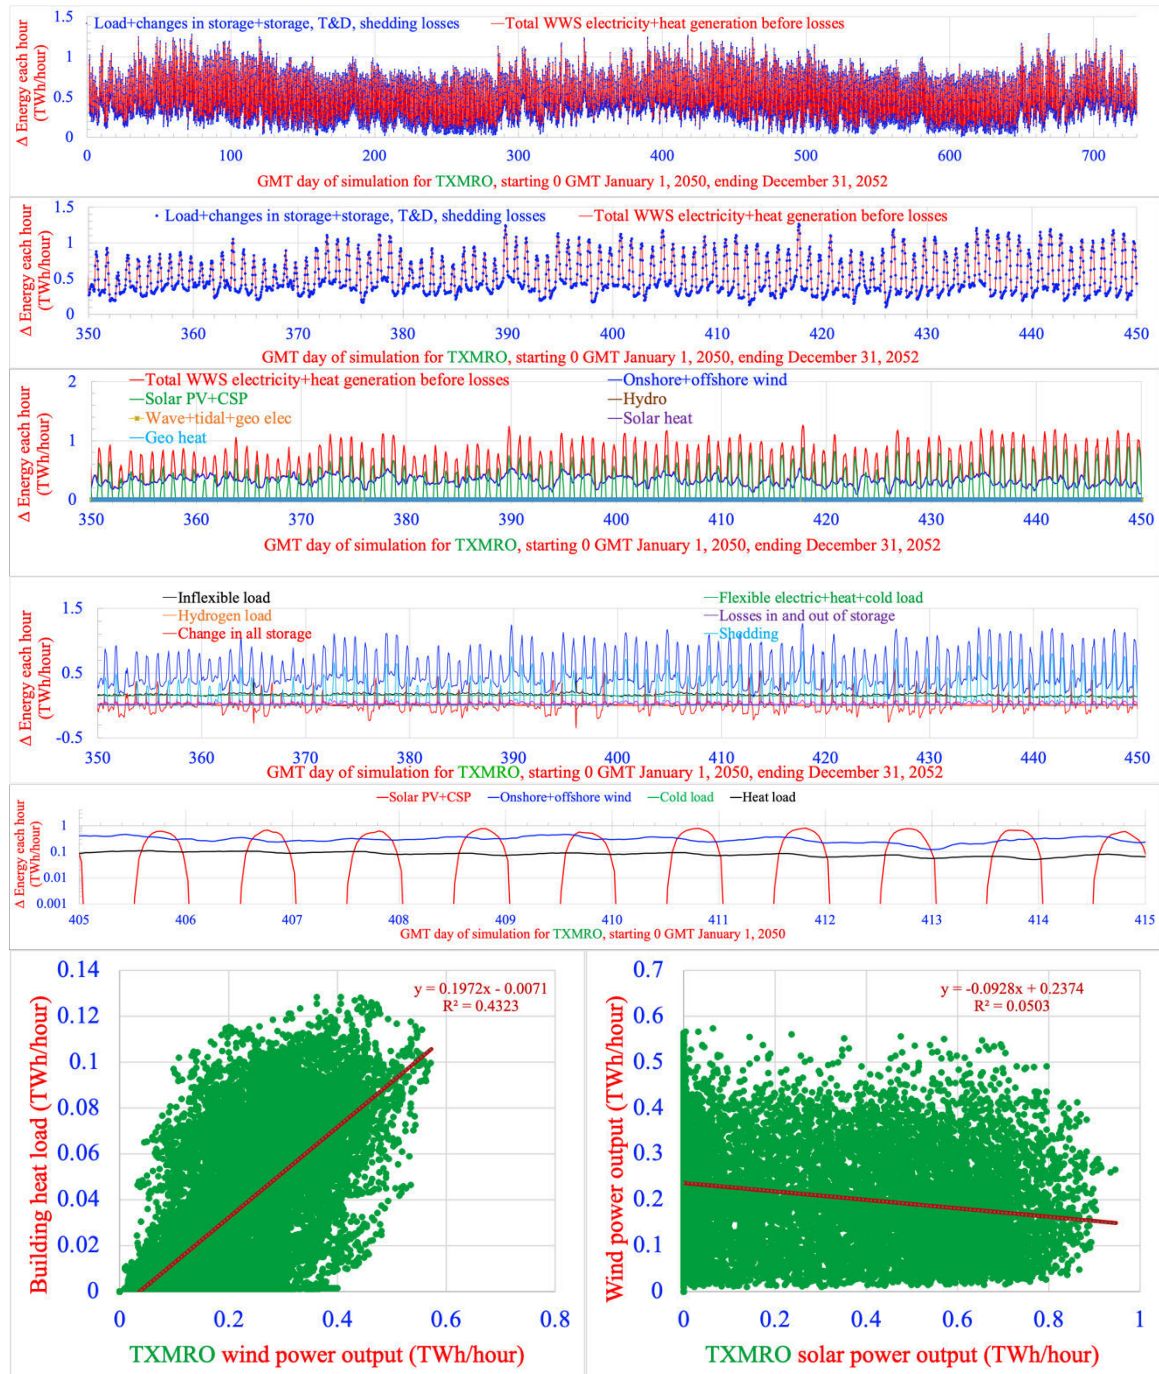 1.5
Load+changes in storage+storage, T&D, shedding losses
Total WWS electricity+heat generation before losses
1
0.5
0
Δ Energy each hour
(TWh/hour)
0 100 200 300 400 500 600 700
GMT day of simulation for TXMRO, starting 0 GMT January 1, 2050, ending December 31, 2052
1.5
Load+changes in storage+storage, T&D, shedding losses
Total WWS electricity+heat generation before losses
1
0.5
0
Δ Energy each hour
(TWh/hour)
350 360 370 380 390 400 410 420 430 440 450
GMT day of simulation for TXMRO, starting 0 GMT January 1, 2050, ending December 31, 2052
2
1
0
Δ Energy each hour
(TWh/hour)
Total WWS electricity+heat generation before losses
Onshore+offshore wind
Solar PV+CSP
Hydro
Wave+tidal+geo elec
Solar heat
Geo heat
350 360 370 380 390 400 410 420 430 440 450
GMT day of simulation for TXMRO, starting 0 GMT January 1, 2050, ending December 31, 2052
1.5
0.5
-0.5
Δ Energy each hour
(TWh/hour)
Inflexible load
Flexible electric+heat+cold load
Hydrogen load
Losses in and out of storage
Change in all storage
Shedding
350 360 370 380 390 400 410 420 430 440 450
GMT day of simulation for TXMRO, starting 0 GMT January 1, 2050, ending December 31, 2052
Solar PV+CSP
Onshore+offshore wind
Cold load
Heat load
1
0.1
0.01
0.001
Δ Energy each hour
(TWh/hour)
405 406 407 408 409 410 411 412 413 414 415
GMT day of simulation for TXMRO, starting 0 GMT January 1, 2050
0.14
0.12
0.1
0.08
0.06
0.04
0.02
0
Building heat load (TWh/hour)
y = 0.1972x - 0.0071
R² = 0.4323
0 0.2 0.4 0.6 0.8
TXMRO wind power output (TWh/hour)
0.7
0.6
0.5
0.4
0.3
0.2
0.1
0
Wind power output (TWh/hour)
y = -0.0928x + 0.2374
R² = 0.0503
0 0.2 0.4 0.6 0.8 1
TXMRO solar power output (TWh/hour)